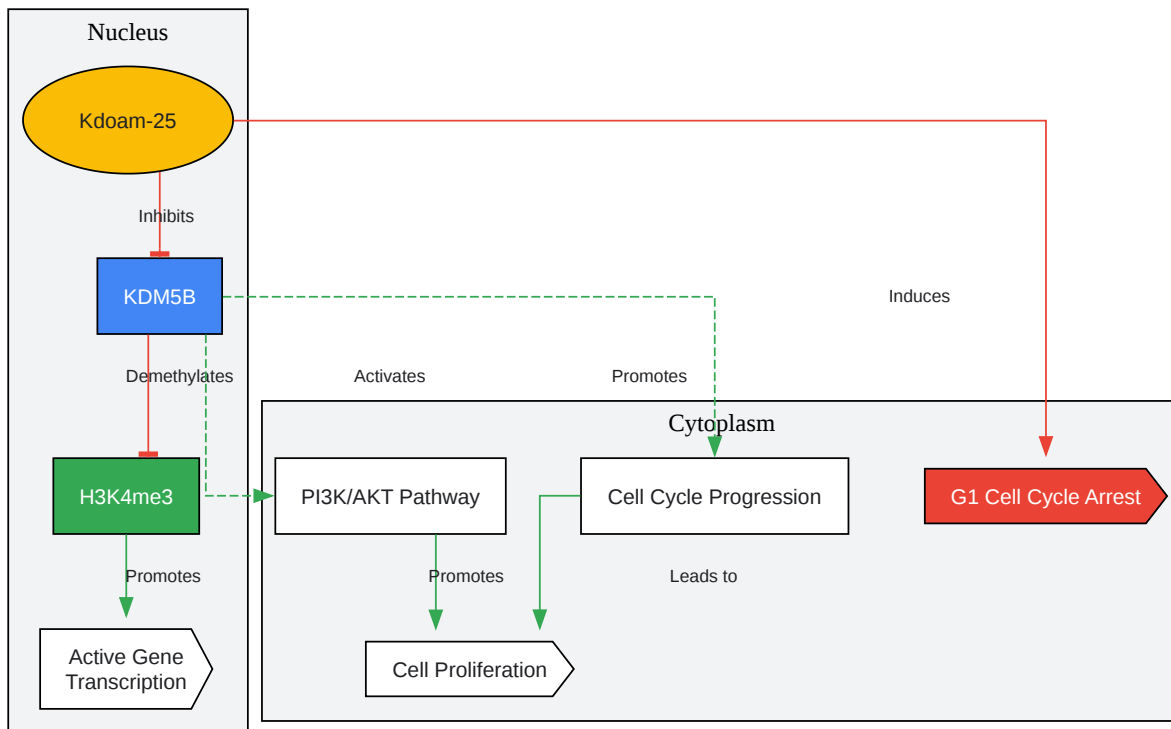 Nucleus
Kdoam-25
Inhibits
KDM5B
Induces
Demethylates
Activates
Promotes
Cytoplasm
H3K4me3
PI3K/AKT Pathway
Cell Cycle Progression
G1 Cell Cycle Arrest
Promotes
Promotes
Leads to
Active Gene
Transcription
Cell Proliferation